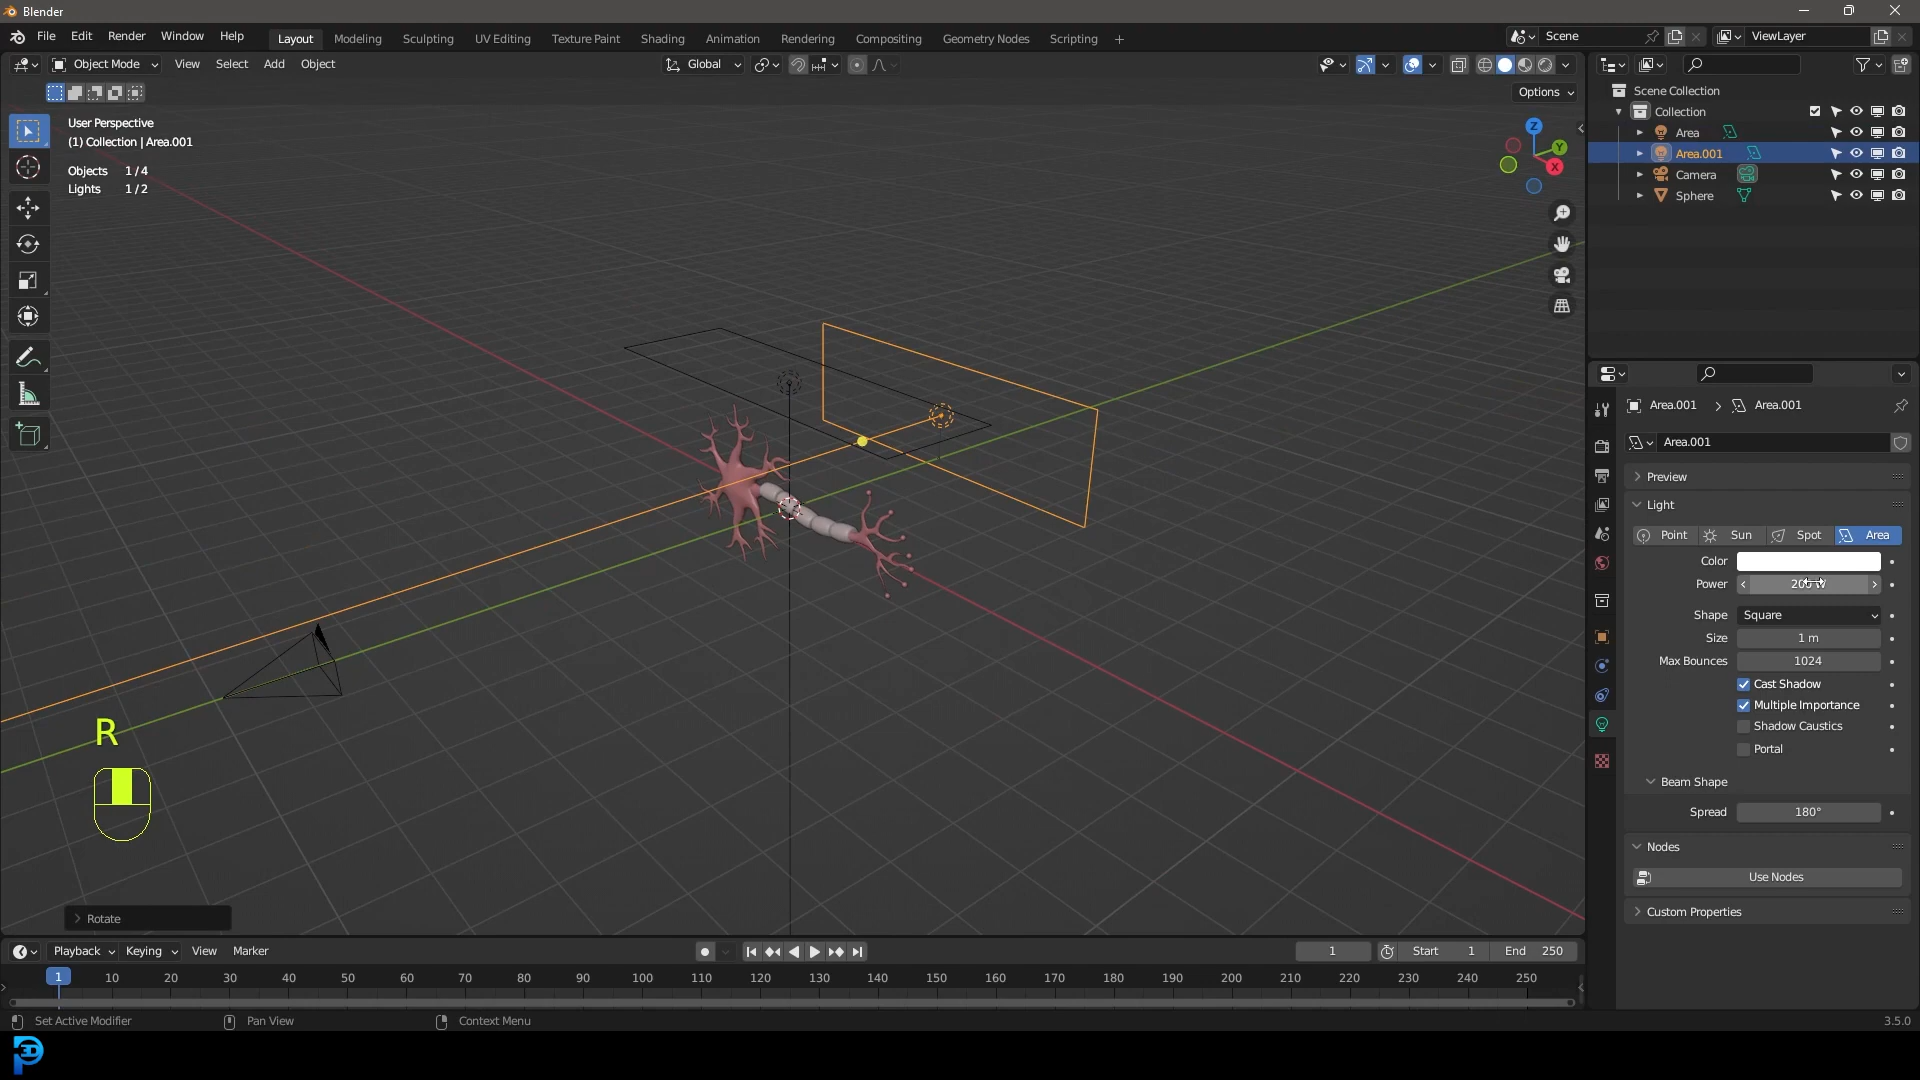 Blender
File Edit Render Window Help Layout Modeling Sculpting UV Editing Texture Paint Shading Animation Rendering Compositing Geometry Nodes Scripting + Scene ViewLayer
Object Mode View Select Add Object Global
Options
User Perspective
(1) Collection | Area.001
Objects 1/4
Lights 1/2
Z
Y
X
Scene Collection
Collection
Area
Area.001
Camera
Sphere
Area.001 Area.001
Area.001
Preview
Light
Point Sun Spot Area
Color
Power
Shape Square
Size 1 m
Max Bounces 1024
Cast Shadow
Multiple Importance
Shadow Caustics
Portal
Beam Shape
Spread 180°
Nodes
Use Nodes
Custom Properties
R
Rotate
Playback Keying View Marker 1 Start 1 End 250
1 10 20 30 40 50 60 70 80 90 100 110 120 130 140 150 160 170 180 190 200 210 220 230 240 250
Set Active Modifier Pan View Context Menu 3.5.0